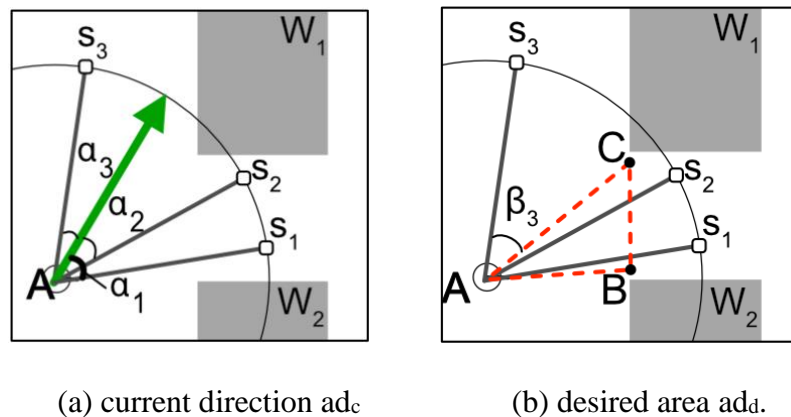 s₃
W₁
α₃
α₂
s₂
s₁
A
α₁
W₂
s₃
W₁
C
s₂
β₃
s₁
A
B
W₂
(a) current direction adc
(b) desired area add.